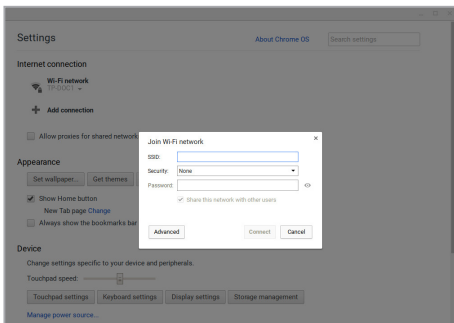 Settings
About Chrome OS
Search settings
Internet connection
Wi-Fi network
TP-DOC1
Add connection
Allow proxies for shared network
Appearance
Set wallpaper...
Get themes
Show Home button
New Tab page Change
Always show the bookmarks bar
Device
Change settings specific to your device and peripherals.
Touchpad speed:
Touchpad settings
Keyboard settings
Display settings
Storage management
Manage power source...
Join Wi-Fi network
SSID:
Security:
None
Password:
Share this network with other users
Advanced
Connect
Cancel